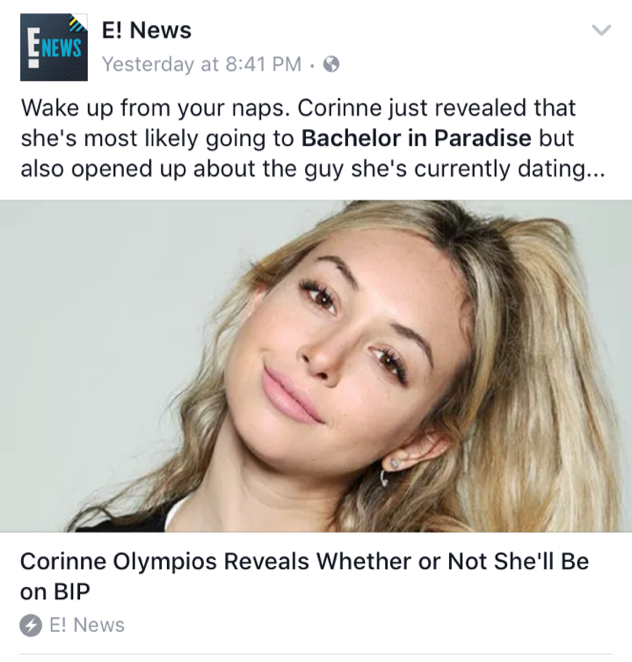 E! NEWS
E! News
Yesterday at 8:41 PM ·
Wake up from your naps. Corinne just revealed that
she's most likely going to Bachelor in Paradise but
also opened up about the guy she's currently dating...
Corinne Olympios Reveals Whether or Not She'll Be
on BIP
E! News